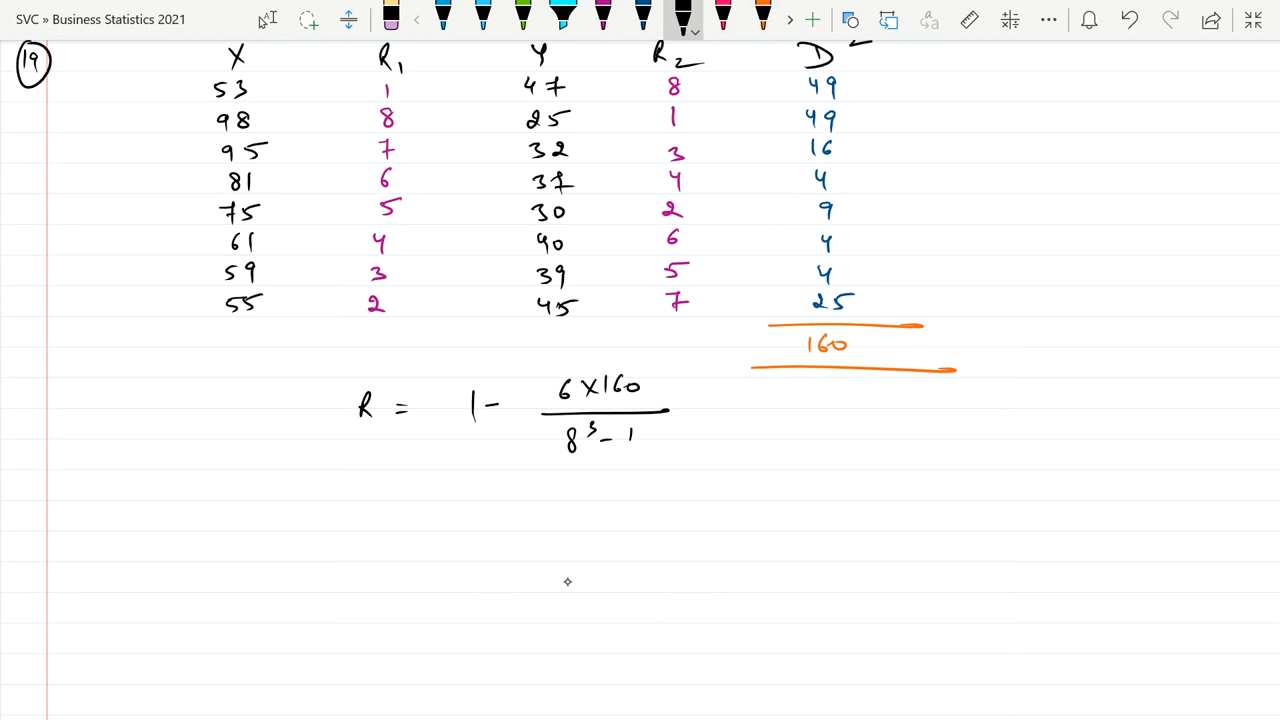 SVC » Business Statistics 2021
19 X R₁ Y R₂ D²
53 1 47 8 49
98 8 25 1 49
95 7 32 3 16
81 6 37 4 4
75 5 30 2 9
61 4 40 6 4
59 3 39 5 4
55 2 45 7 25
160
R = 1 - 6 X 160
8³ - 1